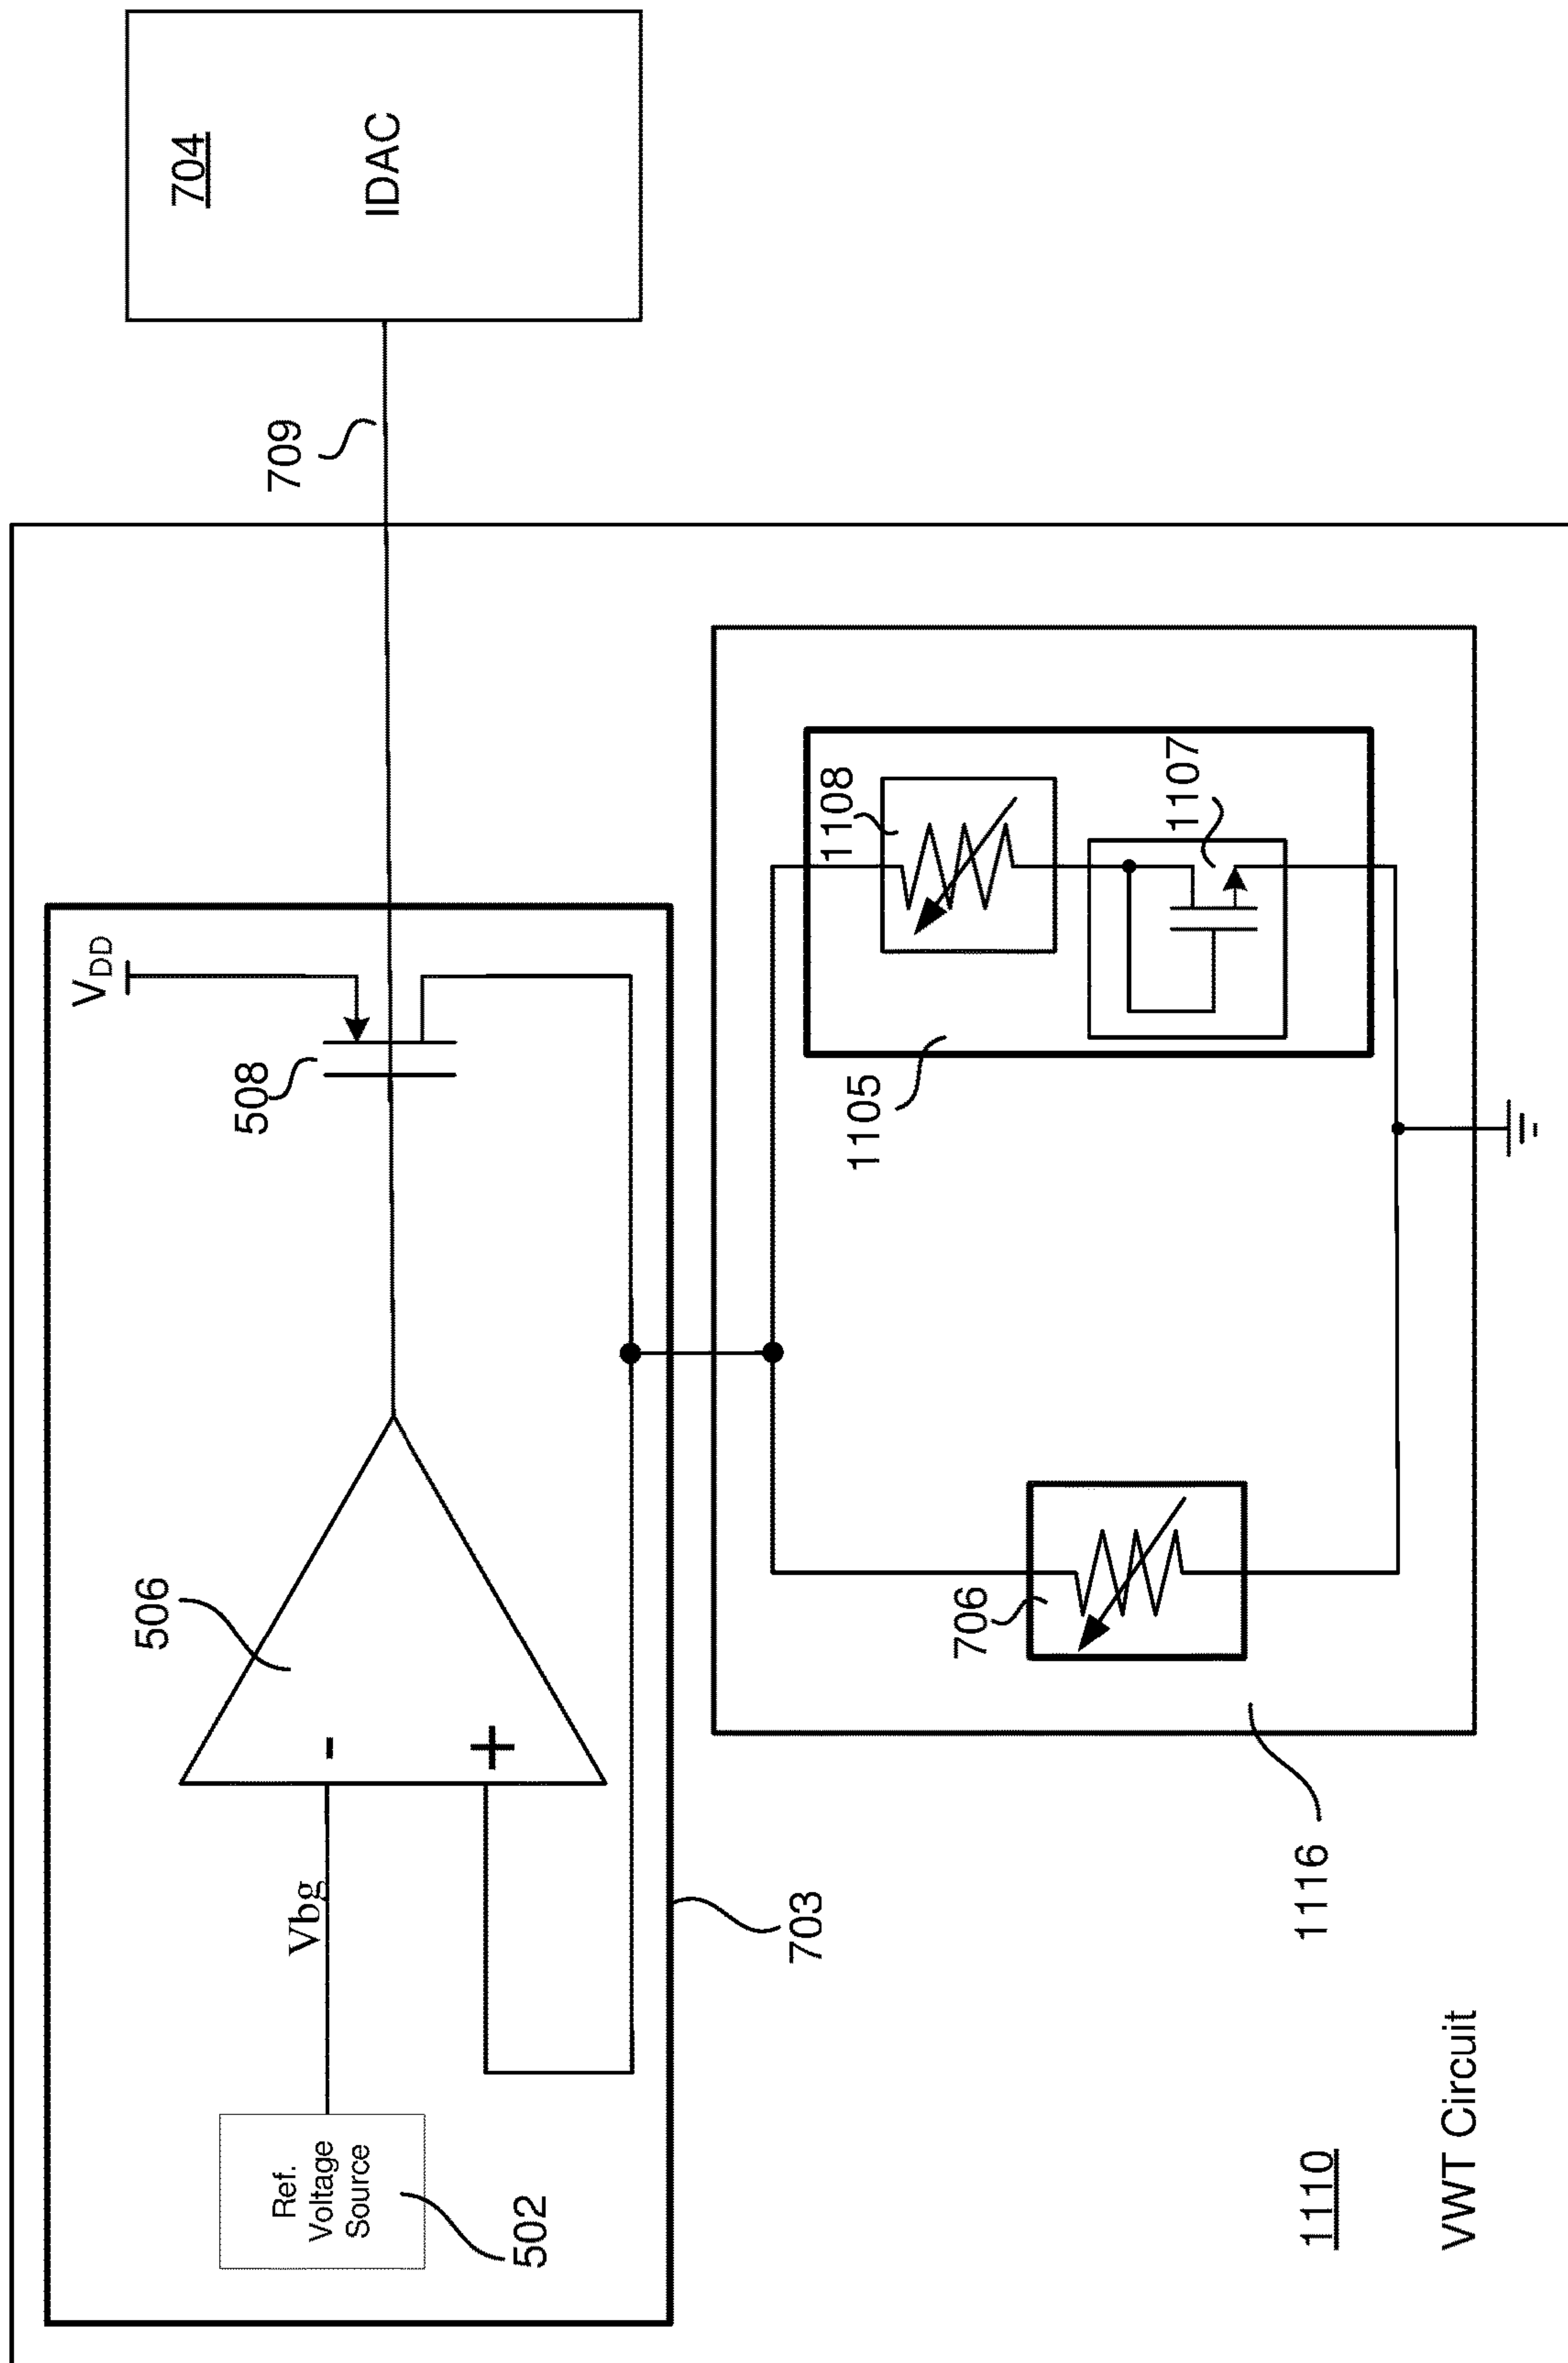 V_DD
704
IDAC
709
508
506
-
+
Vbg
Ref.
Voltage
Source
502
703
1108
1107
1105
706
1116
1110
VWT Circuit